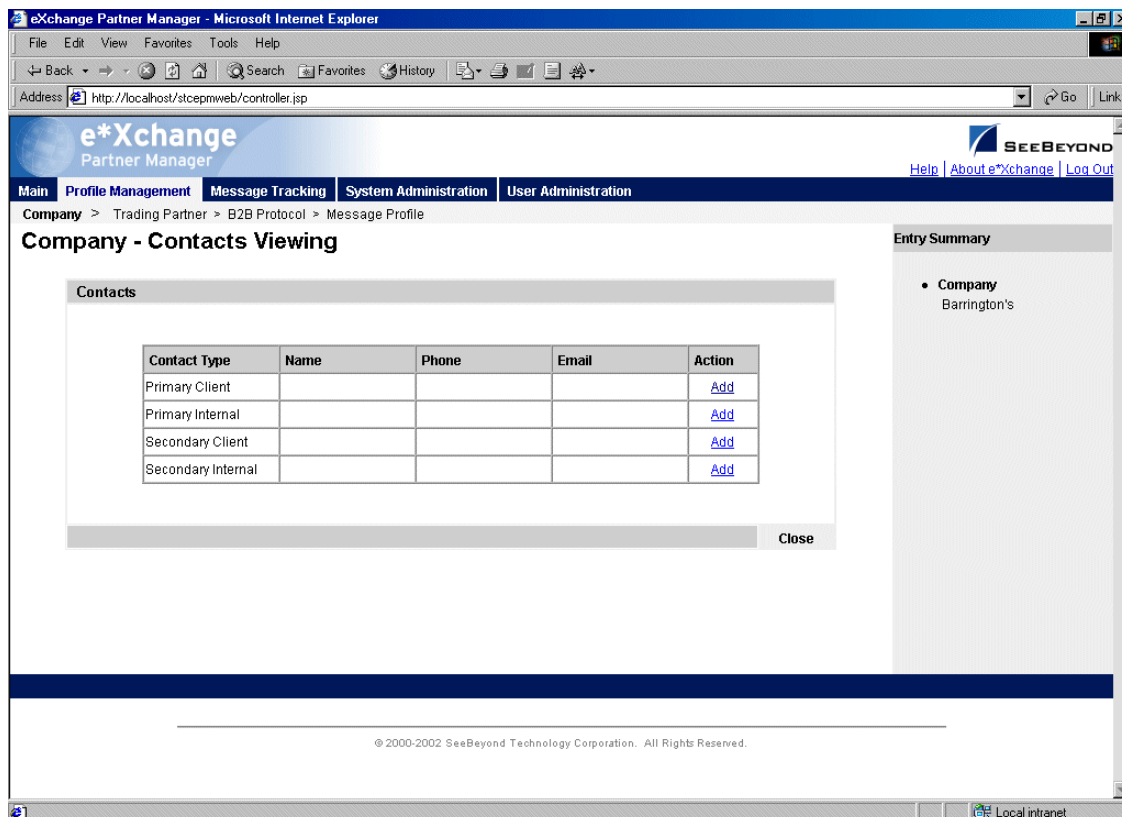 eXchange Partner Manager - Microsoft Internet Explorer
File Edit View Favorites Tools Help
Back Search Favorites History
Address http://localhost/stcepmweb/controller.jsp Go Link
e*Xchange
Partner Manager
SEEBEYOND
Help | About e*Xchange | Log Out
Main Profile Management Message Tracking System Administration User Administration
Company > Trading Partner > B2B Protocol > Message Profile
Company - Contacts Viewing
Entry Summary
Contacts
• Company
Barrington's
Contact Type Name Phone Email Action
Primary Client Add
Primary Internal Add
Secondary Client Add
Secondary Internal Add
Close
© 2000-2002 SeeBeyond Technology Corporation. All Rights Reserved.
Local intranet